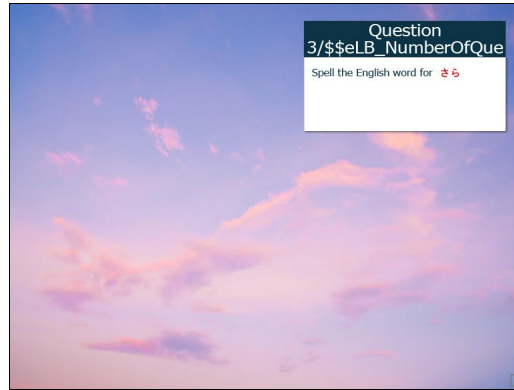 Question
3/$$eLB_NumberOfQue
Spell the English word for さら